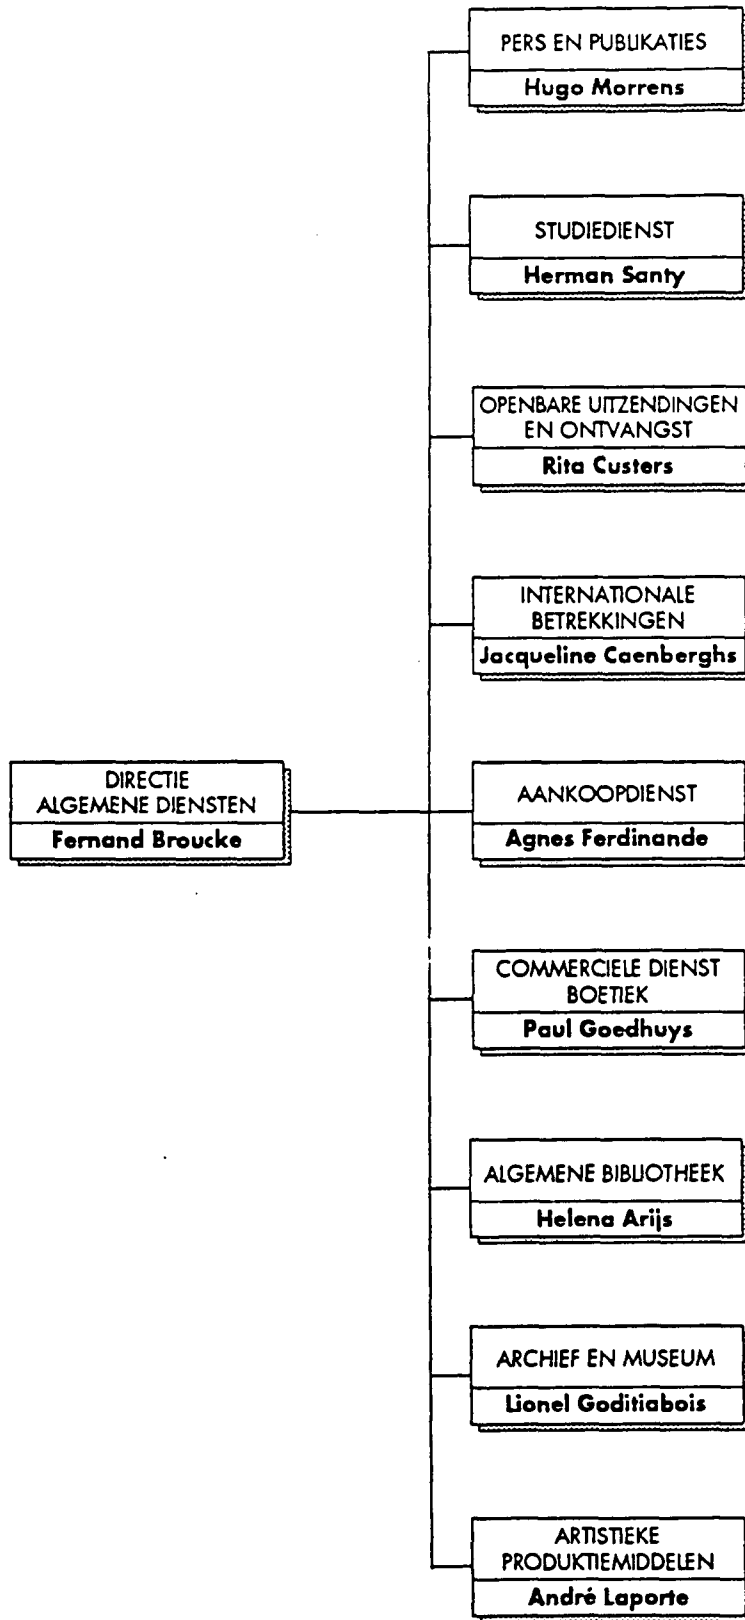 PERS EN PUBLIKATIES
Hugo Morrens
STUDIEDIENST
Herman Santy
OPENBARE UITZENDINGEN
EN ONTVANGST
Rita Custers
INTERNATIONALE
BETREKKINGEN
Jacqueline Caenberghs
DIRECTIE
ALGEMENE DIENSTEN
Fernand Broucke
AANKOOPDIENST
Agnes Ferdinande
COMMERCIELE DIENST
BOETIEK
Paul Goedhuys
ALGEMENE BIBLIOTHEEK
Helena Arijs
ARCHIEF EN MUSEUM
Lionel Goditiabois
ARTISTIEKE
PRODUKTIEMIDDELEN
André Laporte